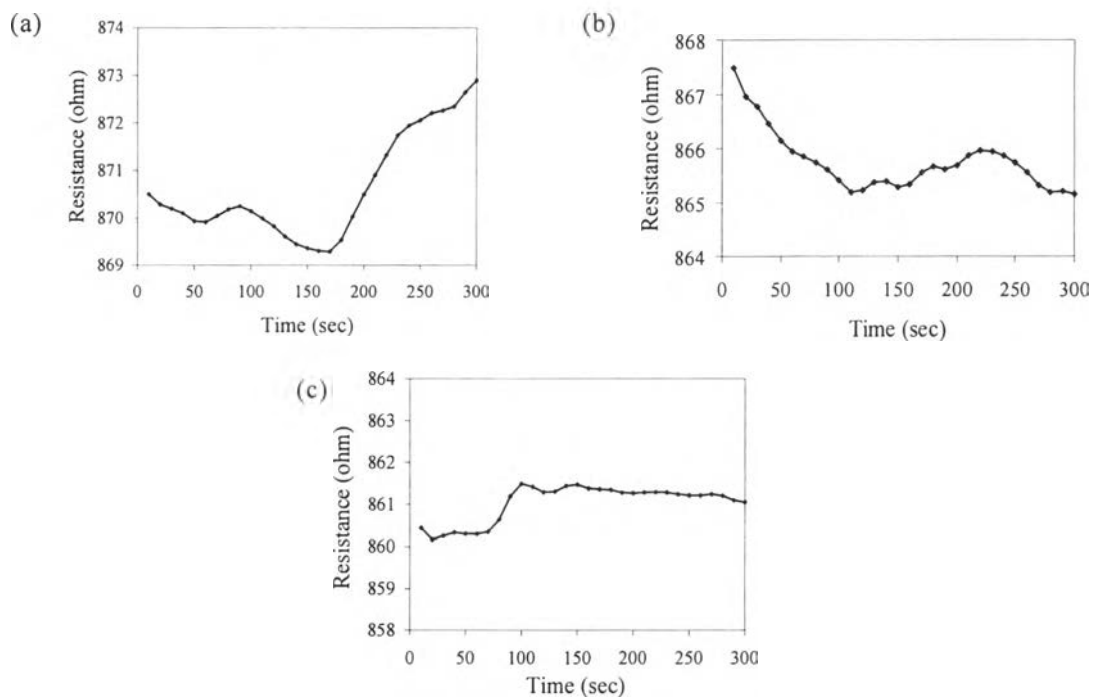 (a)
874
873
872
871
870
869
Resistance (ohm)
0 50 100 150 200 250 300
Time (sec)
(b)
868
867
866
865
864
Resistance (ohm)
0 50 100 150 200 250 300
Time (sec)
(c)
864
863
862
861
860
859
858
Resistance (ohm)
0 50 100 150 200 250 300
Time (sec)